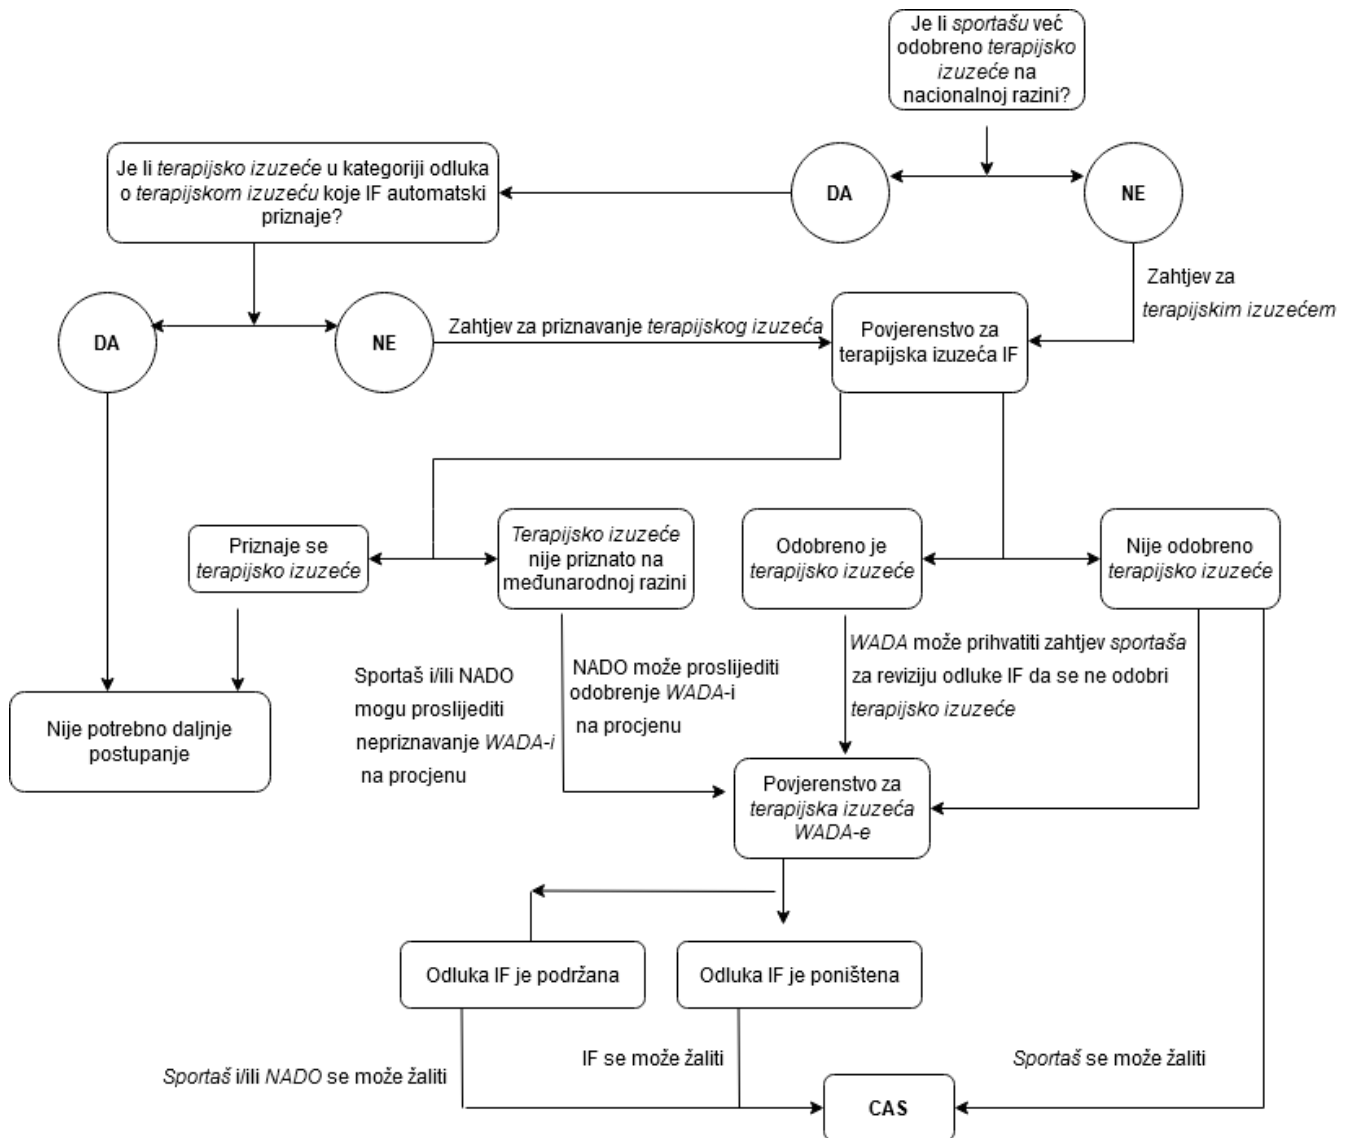 Je li sportašu već
odobreno terapijsko
izuzeće na
nacionalnoj razini?
Je li terapijsko izuzeće u kategoriji odluka
o terapijskom izuzeću koje IF automatski
priznaje?
DA
NE
Zahtjev za
terapijskim izuzećem
DA
NE
Zahtjev za priznavanje terapijskog izuzeća
Povjerenstvo za
terapijska izuzeća IF
Priznaje se
terapijsko izuzeće
Terapijsko izuzeće
nije priznato na
međunarodnoj razini
Odobreno je
terapijsko izuzeće
Nije odobreno
terapijsko izuzeće
Sportaš i/ili NADO
mogu proslijediti
nepriznavanje WADA-i
na procjenu
NADO može proslijediti
odobrenje WADA-i
na procjenu
WADA može prihvatiti zahtjev sportaša
za reviziju odluke IF da se ne odobri
terapijsko izuzeće
Nije potrebno daljnje
postupanje
Povjerenstvo za
terapijska izuzeća
WADA-e
Odluka IF je podržana
Odluka IF je poništena
Sportaš i/ili NADO se može žaliti
IF se može žaliti
Sportaš se može žaliti
CAS